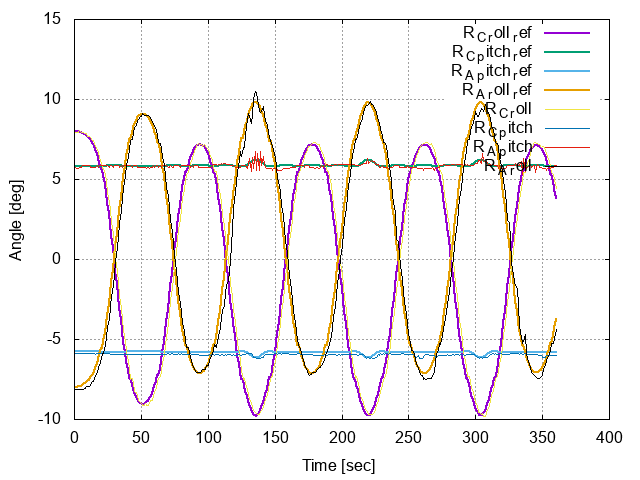 15
10
5
0
-5
-10
Angle [deg]
0 50 100 150 200 250 300 350 400
Time [sec]
R_Croll_ref
R_Cpitch_ref
R_Apitch_ref
R_Aroll_ref
R_Croll
R_Cpitch
R_Apitch
R_Aroll